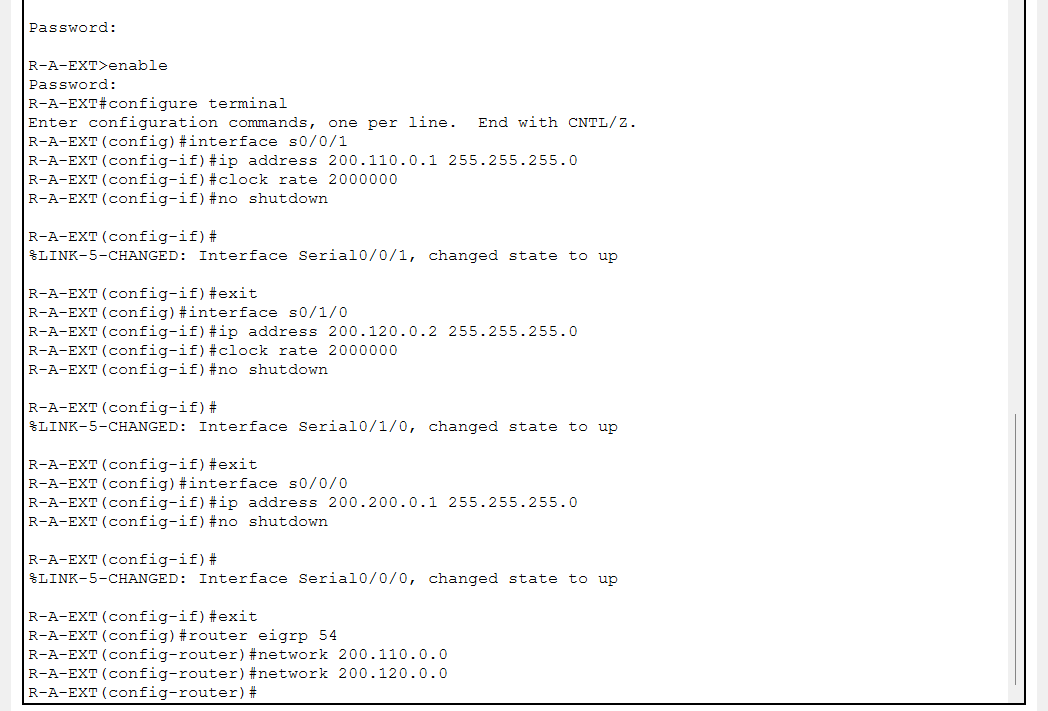 Password:
R-A-EXT>enable
Password:
R-A-EXT#configure terminal
Enter configuration commands, one per line.  End with CNTL/Z.
R-A-EXT(config)#interface s0/0/1
R-A-EXT(config-if)#ip address 200.110.0.1 255.255.255.0
R-A-EXT(config-if)#clock rate 2000000
R-A-EXT(config-if)#no shutdown
R-A-EXT(config-if)#
%LINK-5-CHANGED: Interface Serial0/0/1, changed state to up
R-A-EXT(config-if)#exit
R-A-EXT(config)#interface s0/1/0
R-A-EXT(config-if)#ip address 200.120.0.2 255.255.255.0
R-A-EXT(config-if)#clock rate 2000000
R-A-EXT(config-if)#no shutdown
R-A-EXT(config-if)#
%LINK-5-CHANGED: Interface Serial0/1/0, changed state to up
R-A-EXT(config-if)#exit
R-A-EXT(config)#interface s0/0/0
R-A-EXT(config-if)#ip address 200.200.0.1 255.255.255.0
R-A-EXT(config-if)#no shutdown
R-A-EXT(config-if)#
%LINK-5-CHANGED: Interface Serial0/0/0, changed state to up
R-A-EXT(config-if)#exit
R-A-EXT(config)#router eigrp 54
R-A-EXT(config-router)#network 200.110.0.0
R-A-EXT(config-router)#network 200.120.0.0
R-A-EXT(config-router)#